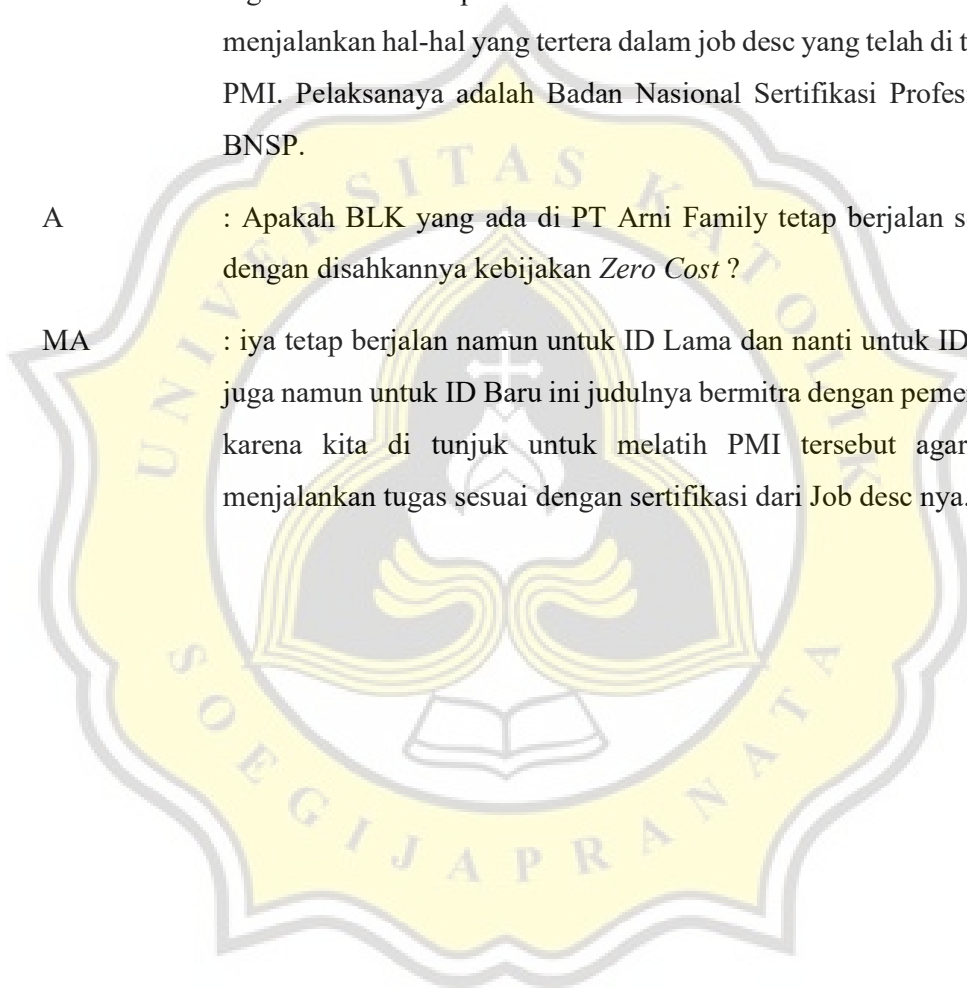 menjalankan hal-hal yang tertera dalam job desc yang telah di t
PMI. Pelaksanaya adalah Badan Nasional Sertifikasi Profes
BNSP.
A : Apakah BLK yang ada di PT Arni Family tetap berjalan s
dengan disahkannya kebijakan Zero Cost ?
MA : iya tetap berjalan namun untuk ID Lama dan nanti untuk ID
juga namun untuk ID Baru ini judulnya bermitra dengan pemer
karena kita di tunjuk untuk melatih PMI tersebut agar
menjalankan tugas sesuai dengan sertifikasi dari Job desc nya.
UNIVERSITAS KATOLIK
SOEGIJAPRANATA